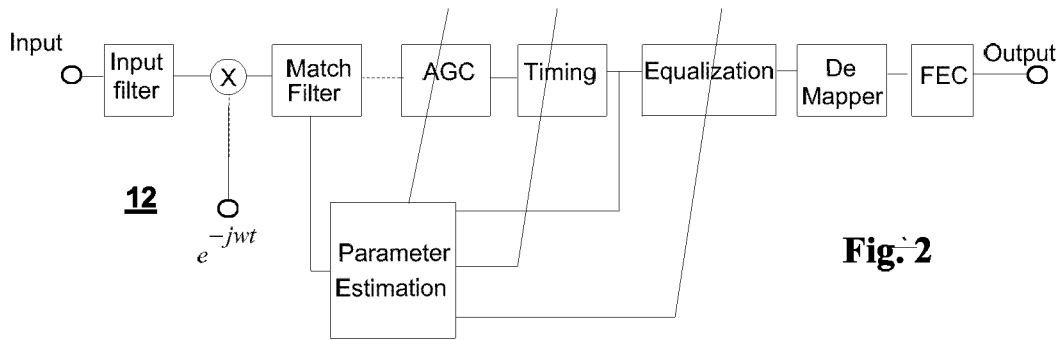 Input
Input
filter
X
Match
Filter
AGC
Timing
Equalization
De
Mapper
FEC
Output
12
e^{-jwt}
Parameter
Estimation
Fig. 2